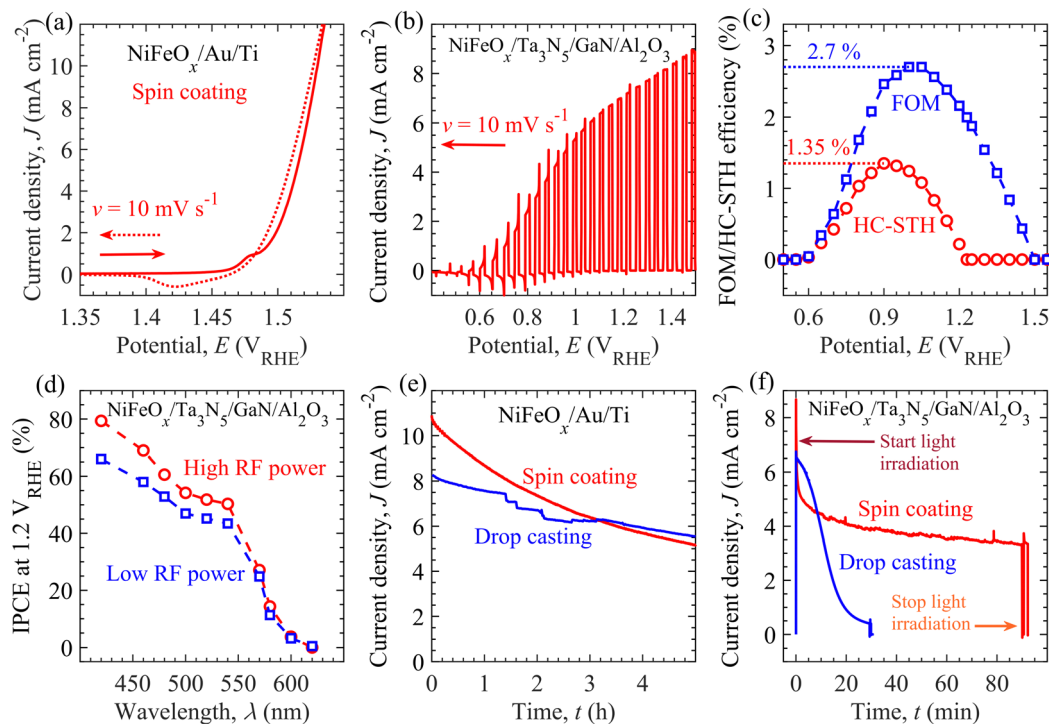 (a)
NiFeOₓ/Au/Ti
Spin coating
v = 10 mV s⁻¹
Current density, J (mA cm⁻²)
12
10
8
6
4
2
0
1.35
1.4
1.45
1.5
Potential, E (V_RHE)
(b)
NiFeOₓ/Ta₃N₅/GaN/Al₂O₃
v = 10 mV s⁻¹
Current density, J (mA cm⁻²)
10
8
6
4
2
0
0.6
0.8
1
1.2
1.4
Potential, E (V_RHE)
(c)
2.7 %
FOM
1.35 %
HC-STH
FOM/HC-STH efficiency (%)
3
2
1
0
0.6
0.9
1.2
1.5
Potential, E (V_RHE)
(d)
NiFeOₓ/Ta₃N₅/GaN/Al₂O₃
High RF power
Low RF power
IPCE at 1.2 V_RHE (%)
80
60
40
20
0
450
500
550
600
Wavelength, λ (nm)
(e)
NiFeOₓ/Au/Ti
Spin coating
Drop casting
Current density, J (mA cm⁻²)
12
10
8
6
4
2
0
0
1
2
3
4
Time, t (h)
(f)
NiFeOₓ/Ta₃N₅/GaN/Al₂O₃
Start light
irradiation
Spin coating
Drop casting
Stop light
irradiation
Current density, J (mA cm⁻²)
8
6
4
2
0
0
20
40
60
80
Time, t (min)